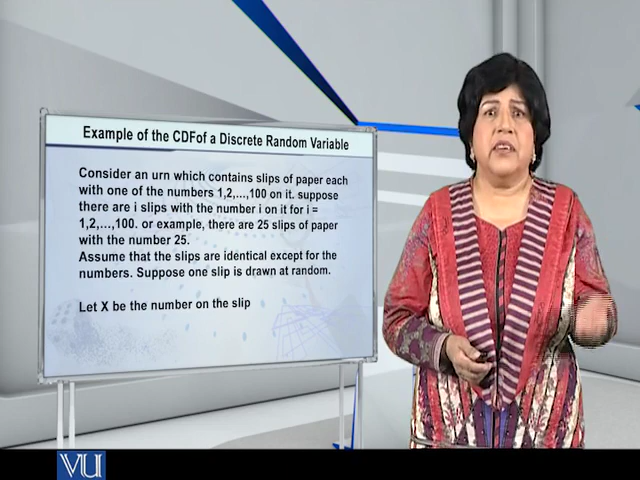 Example of the CDFof a Discrete Random Variable
Consider an urn which contains slips of paper each
with one of the numbers 1,2,...,100 on it. suppose
there are i slips with the number i on it for i =
1,2,...,100. or example, there are 25 slips of paper
with the number 25.
Assume that the slips are identical except for the
numbers. Suppose one slip is drawn at random.
Let X be the number on the slip
VU